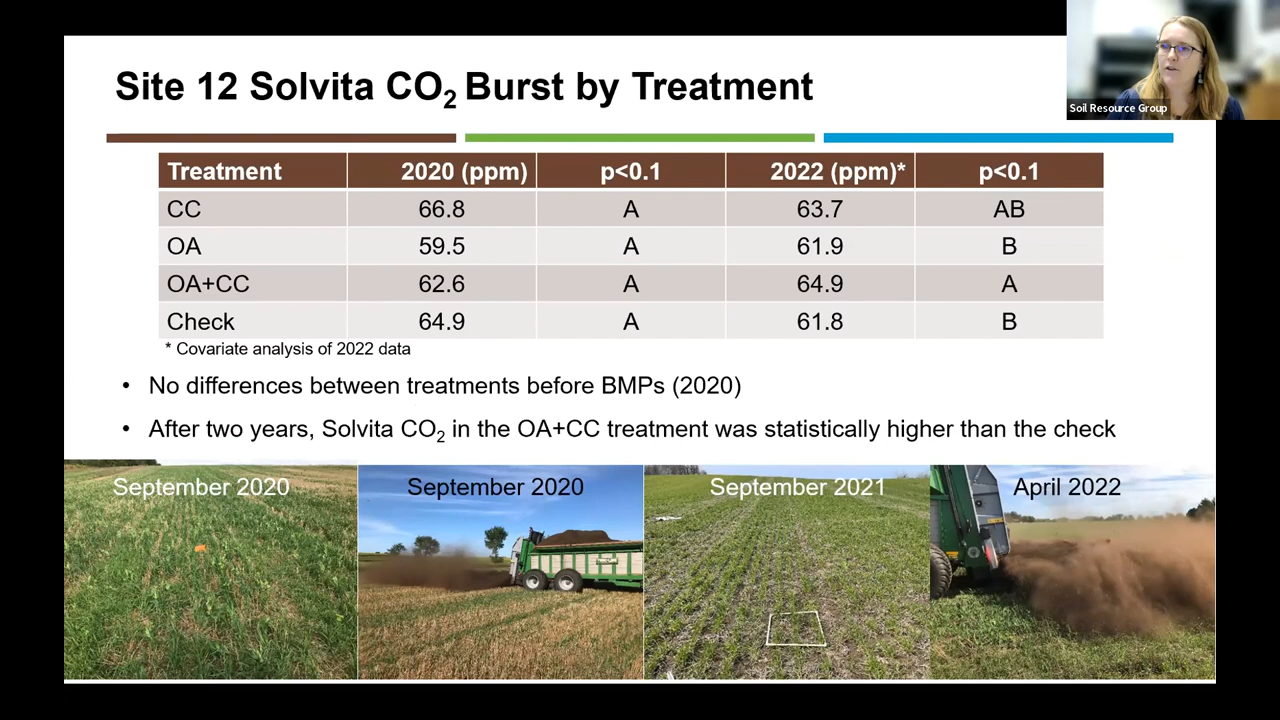 Site 12 Solvita CO2 Burst by Treatment
Soil Resource Group
Treatment 2020 (ppm) p<0.1 2022 (ppm)* p<0.1
CC 66.8 A 63.7 AB
OA 59.5 A 61.9 B
OA+CC 62.6 A 64.9 A
Check 64.9 A 61.8 B
* Covariate analysis of 2022 data
• No differences between treatments before BMPs (2020)
• After two years, Solvita CO2 in the OA+CC treatment was statistically higher than the check
September 2020 September 2020 September 2021 April 2022